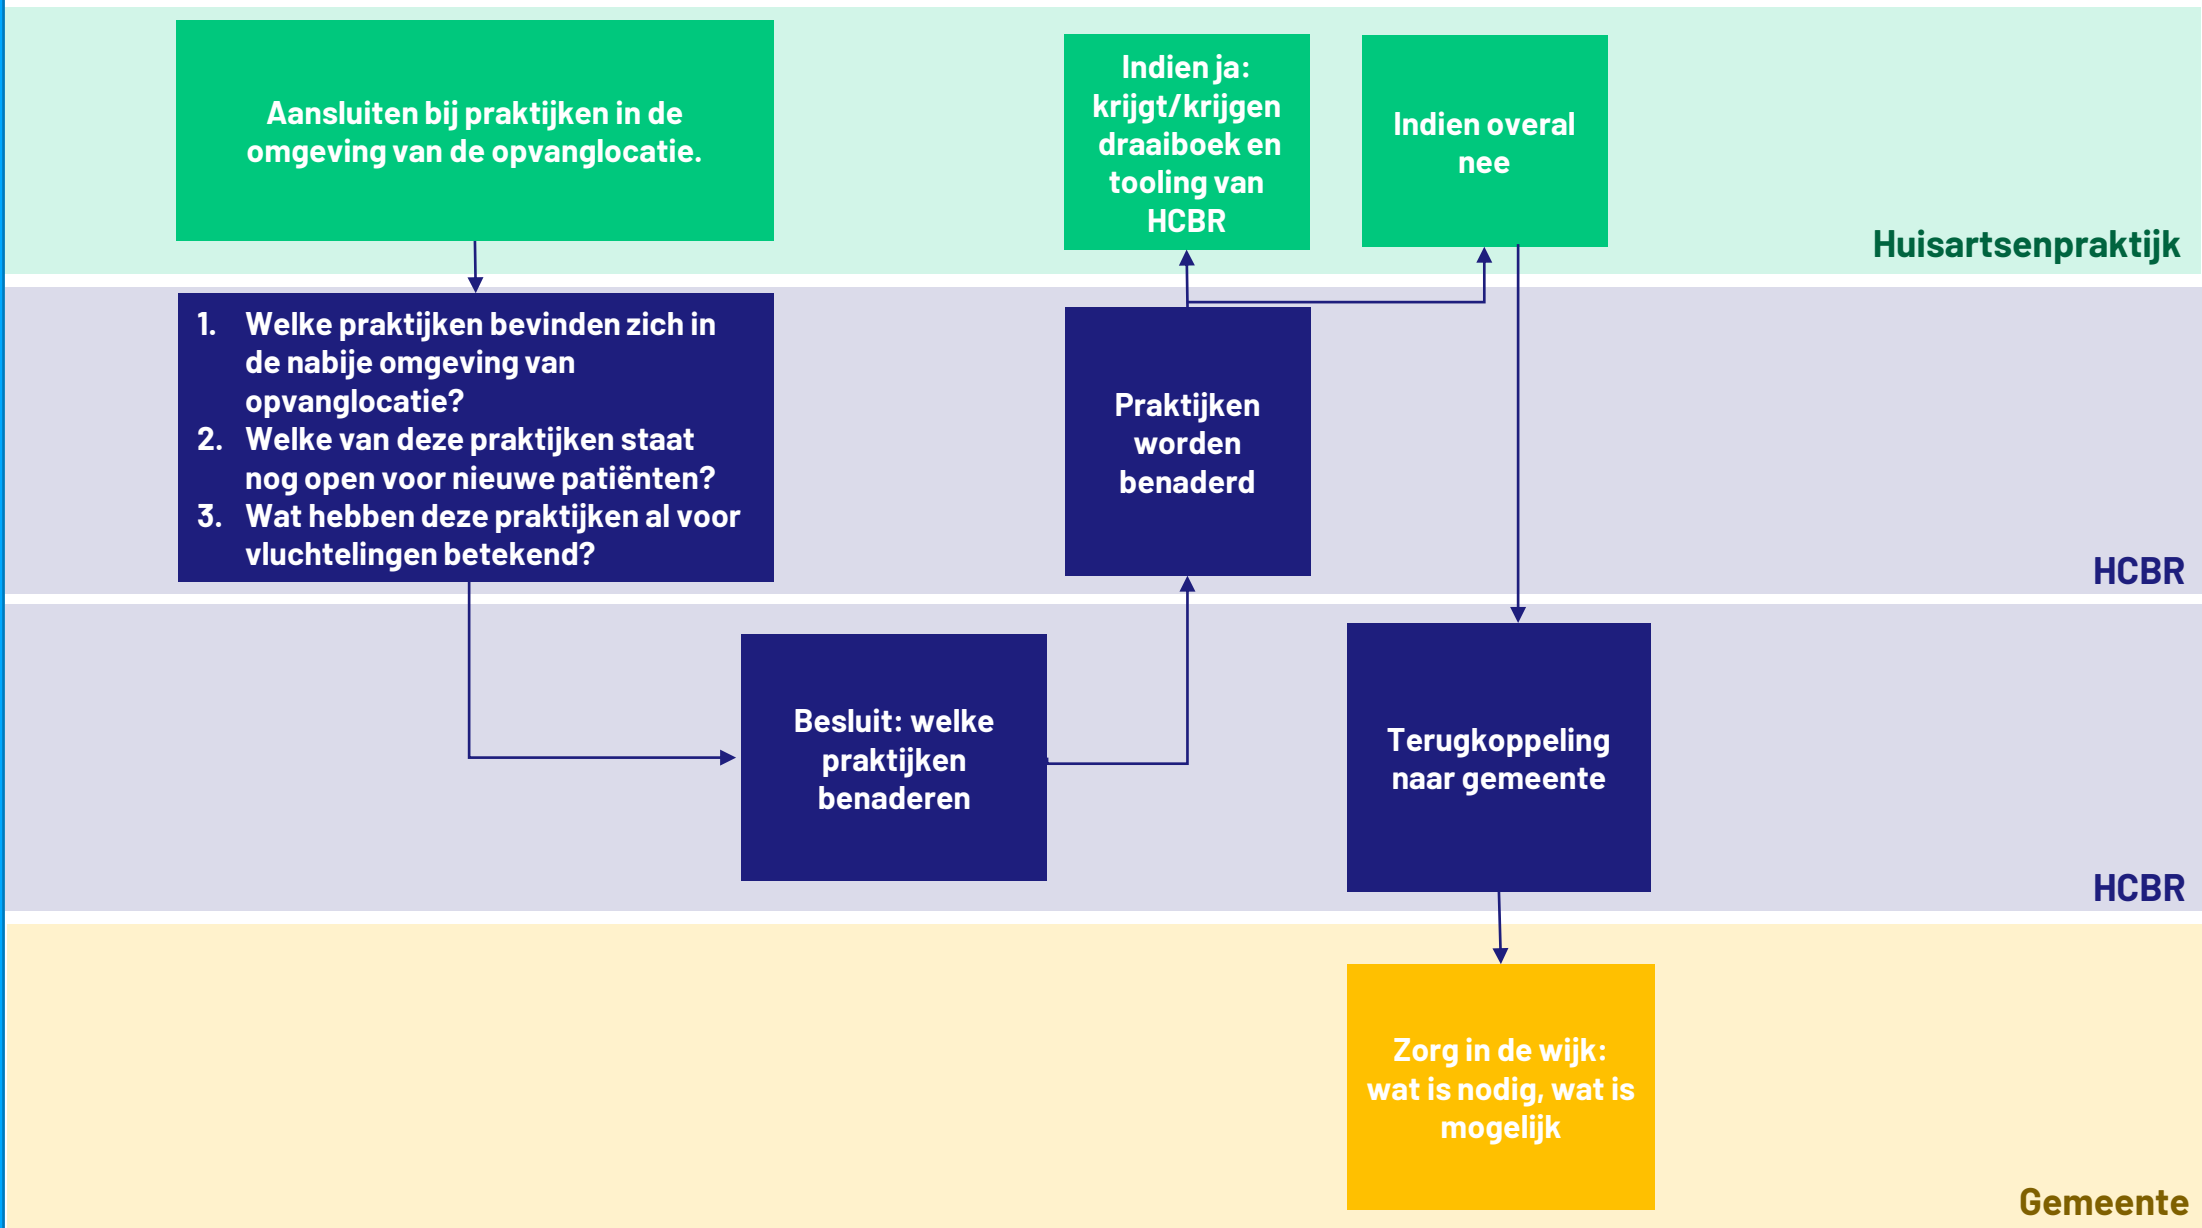 Aansluiten bij praktijken in de
omgeving van de opvanglocatie.
Indien ja:
krijgt/krijgen
draaiboek en
tooling van
HCBR
Indien overal
nee
Huisartsenpraktijk
1. Welke praktijken bevinden zich in
de nabije omgeving van
opvanglocatie?
2. Welke van deze praktijken staat
nog open voor nieuwe patiënten?
3. Wat hebben deze praktijken al voor
vluchtelingen betekend?
Praktijken
worden
benaderd
HCBR
Besluit: welke
praktijken
benaderen
Terugkoppeling
naar gemeente
HCBR
Zorg in de wijk:
wat is nodig, wat is
mogelijk
Gemeente